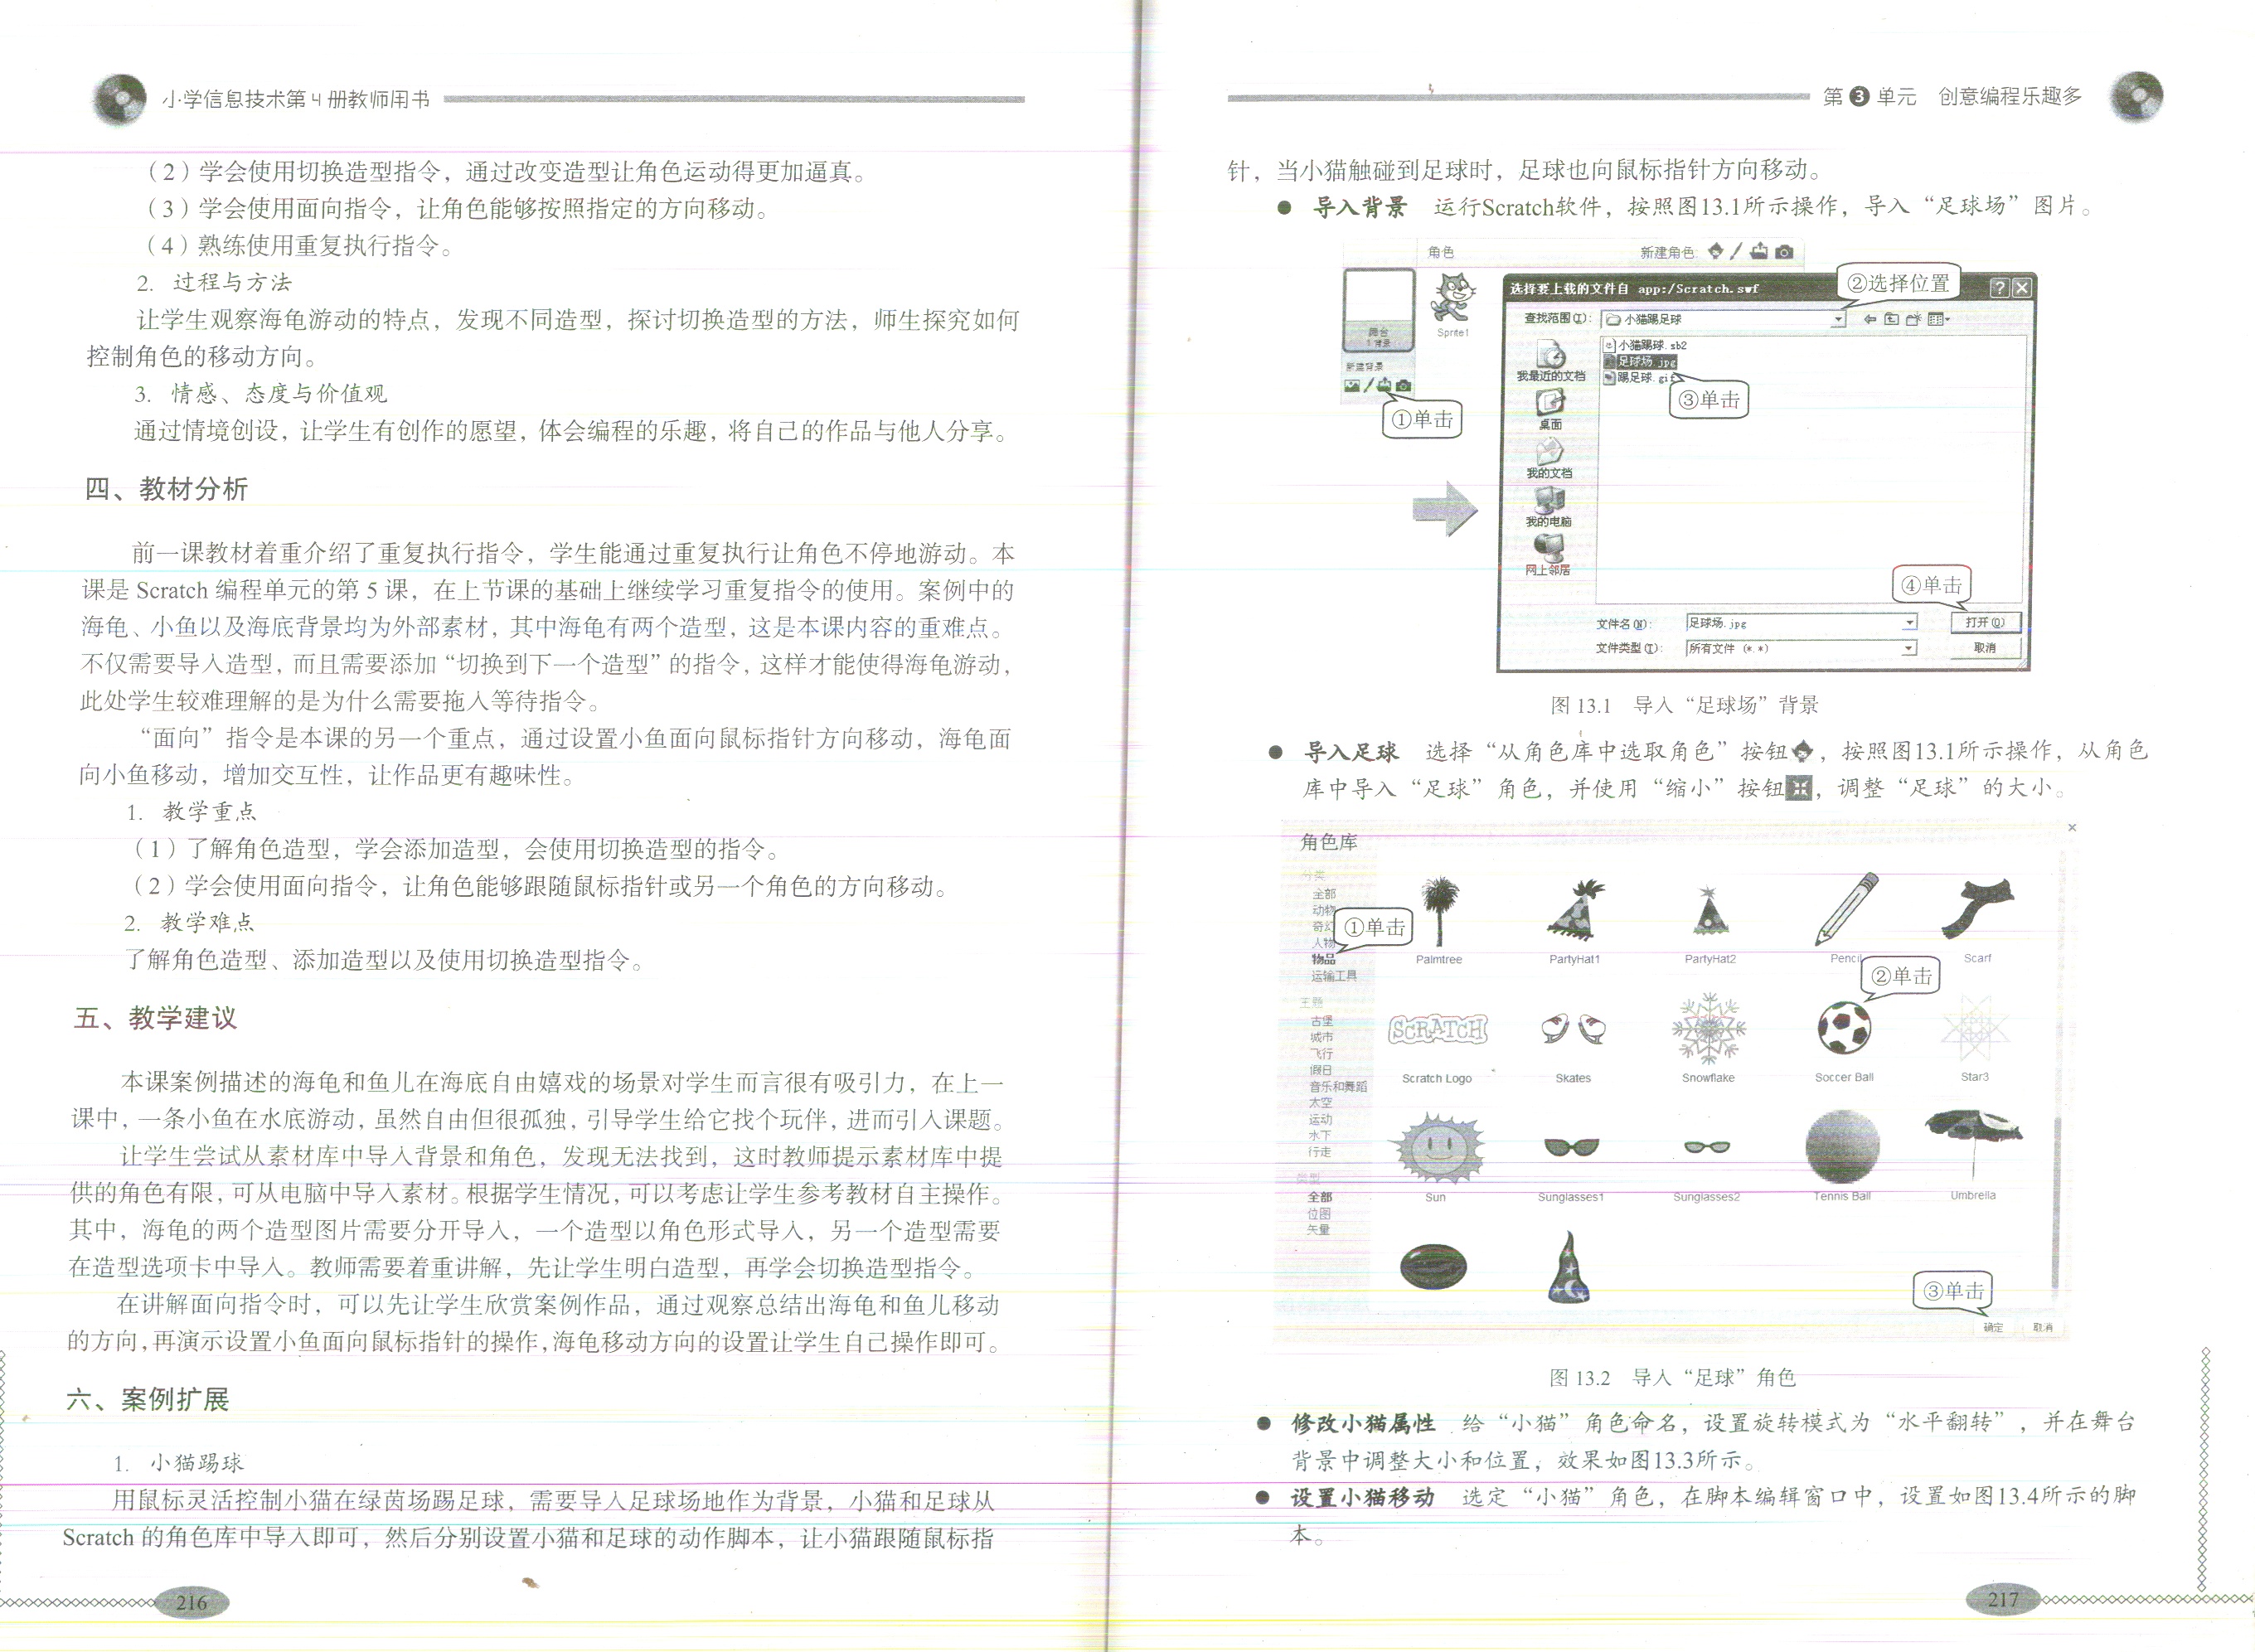 小学信息技术第4册教师用书
（2）学会使用切换造型指令，通过改变造型让角色运动得更加逼真。
（3）学会使用面向指令，让角色能够按照指定的方向移动。
（4）熟练使用重复执行指令。
2. 过程与方法
让学生观察海龟游动的特点，发现不同造型，探讨切换造型的方法，师生探究如何
控制角色的移动方向。
3. 情感、态度与价值观
通过情境创设，让学生有创作的愿望，体会编程的乐趣，将自己的作品与他人分享。
四、教材分析
前一课教材着重介绍了重复执行指令，学生能通过重复执行让角色不停地游动。本
课是 Scratch 编程单元的第 5 课，在上节课的基础上继续学习重复指令的使用。案例中的
海龟、小鱼以及海底背景均为外部素材，其中海龟有两个造型，这是本课内容的重难点。
不仅需要导入造型，而且需要添加“切换到下一个造型”的指令，这样才能使得海龟游动，
此处学生较难理解的是为什么需要拖入等待指令。
“面向”指令是本课的另一个重点，通过设置小鱼面向鼠标指针方向移动，海龟面
向小鱼移动，增加交互性，让作品更有趣味性。
1. 教学重点
（1）了解角色造型，学会添加造型，会使用切换造型的指令。
（2）学会使用面向指令，让角色能够跟随鼠标指针或另一个角色的方向移动。
2. 教学难点
了解角色造型、添加造型以及使用切换造型指令。
五、教学建议
本课案例描述的海龟和鱼儿在海底自由嬉戏的场景对学生而言很有吸引力，在上一
课中，一条小鱼在水底游动，虽然自由但很孤独，引导学生给它找个玩伴，进而引入课题。
让学生尝试从素材库中导入背景和角色，发现无法找到，这时教师提示素材库中提
供的角色有限，可从电脑中导入素材。根据学生情况，可以考虑让学生参考教材自主操作。
其中，海龟的两个造型图片需要分开导入，一个造型以角色形式导入，另一个造型需要
在造型选项卡中导入。教师需要着重讲解，先让学生明白造型，再学会切换造型指令。
在讲解面向指令时，可以先让学生欣赏案例作品，通过观察总结出海龟和鱼儿移动
的方向，再演示设置小鱼面向鼠标指针的操作，海龟移动方向的设置让学生自己操作即可。
六、案例扩展
1. 小猫踢球
用鼠标灵活控制小猫在绿茵场踢足球，需要导入足球场地作为背景，小猫和足球从
Scratch 的角色库中导入即可，然后分别设置小猫和足球的动作脚本，让小猫跟随鼠标指
216
第3单元 创意编程乐趣多
针，当小猫触碰到足球时，足球也向鼠标指针方向移动。
● 导入背景 运行Scratch软件，按照图13.1所示操作，导入“足球场”图片。
角色
新建角色:
Sprite1
舞台
1 背景
新建背景
①单击
选择要上载的文件自 app:/Scratch.swf
②选择位置
查找范围(I):
小猫踢足球
小猫踢球.sb2
足球场.jpg
踢足球.gif
③单击
我最近的文档
桌面
我的文档
我的电脑
网上邻居
④单击
文件名(N):
足球场.jpg
打开(O)
文件类型(T):
所有文件 (*.*)
取消
图 13.1 导入“足球场”背景
● 导入足球 选择“从角色库中选取角色”按钮，按照图13.1所示操作，从角色
库中导入“足球”角色，并使用“缩小”按钮，调整“足球”的大小。
角色库
分类
全部
动物
奇幻
人物
物品
运输工具
①单击
主题
古堡
城市
飞行
假日
音乐和舞蹈
太空
运动
水下
行走
类型
全部
位图
矢量
Palmtree
PartyHat1
PartyHat2
Pencil
Scarf
②单击
Scratch Logo
Skates
Snowflake
Soccer Ball
Star3
Sun
Sunglasses1
Sunglasses2
Tennis Ball
Umbrella
③单击
确定
取消
图 13.2 导入“足球”角色
● 修改小猫属性 给“小猫”角色命名，设置旋转模式为“水平翻转”，并在舞台
背景中调整大小和位置，效果如图13.3所示。
● 设置小猫移动 选定“小猫”角色，在脚本编辑窗口中，设置如图13.4所示的脚
本。
217